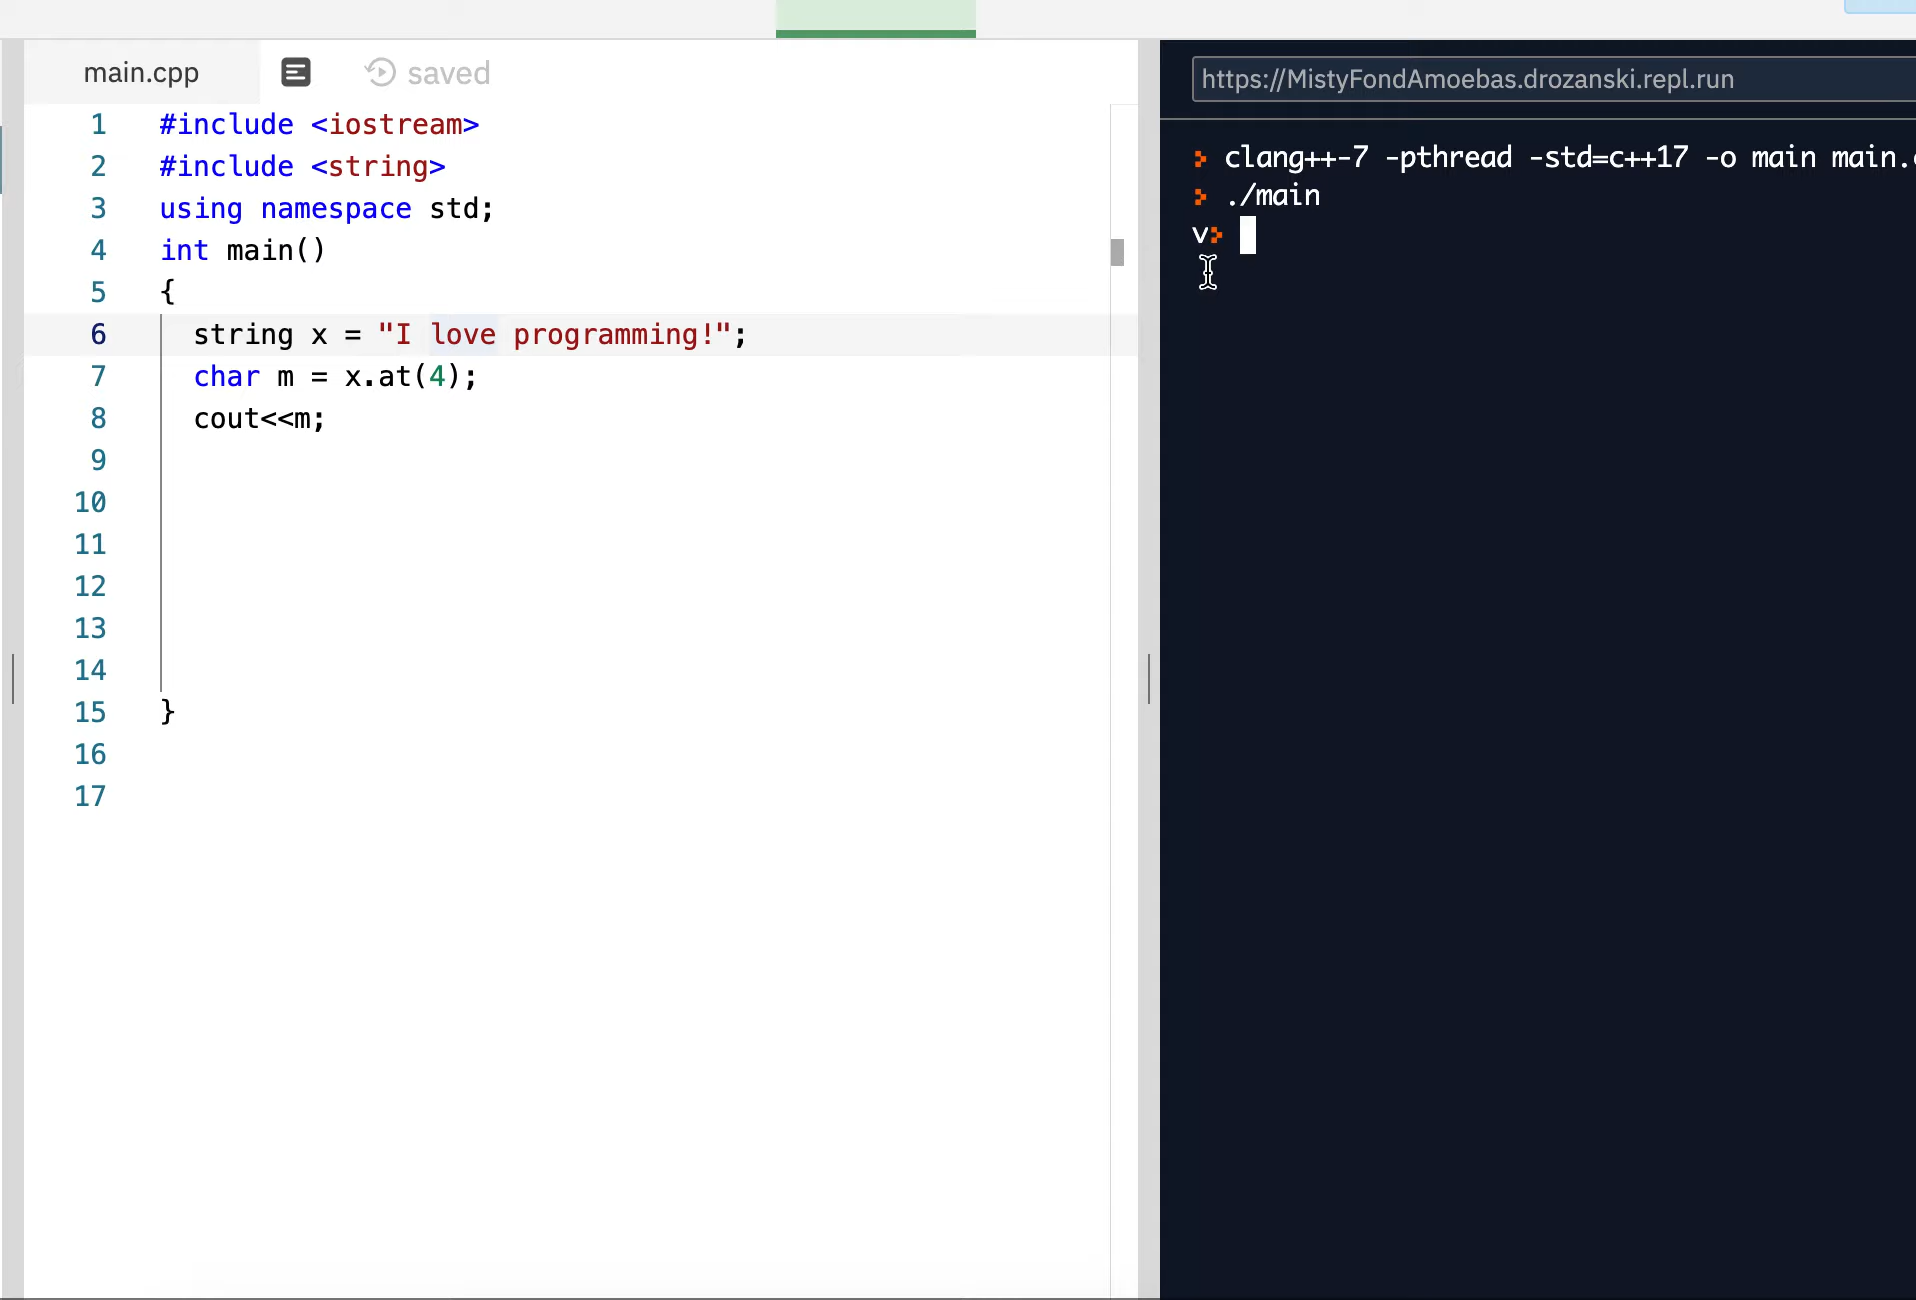 main.cpp saved
1 #include <iostream>
2 #include <string>
3 using namespace std;
4 int main()
5 {
6 string x = "I love programming!";
7 char m = x.at(4);
8 cout<<m;
9
10
11
12
13
14
15 }
16
17
https://MistyFondAmoebas.drozanski.repl.run
clang++-7 -pthread -std=c++17 -o main main.
./main
v